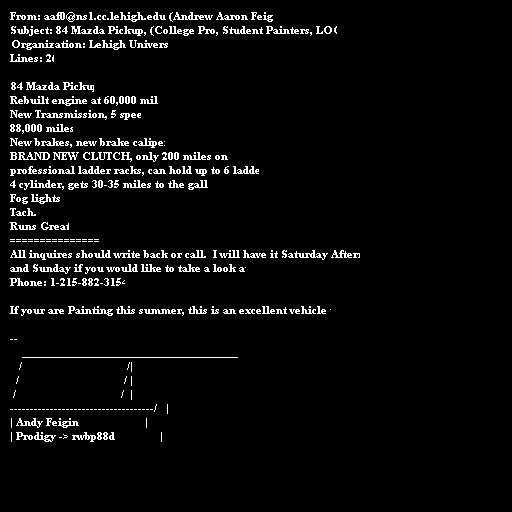 From: aaf0@ns1.cc.lehigh.edu (Andrew Aaron Feig
Subject: 84 Mazda Pickup, (College Pro, Student Painters, LO
Organization: Lehigh Univers
Lines: 2

84 Mazda Pickup
Rebuilt engine at 60,000 mil
New Transmission, 5 spee
88,000 miles
New brakes, new brake calipe
BRAND NEW CLUTCH, only 200 miles on
professional ladder racks, can hold up to 6 ladde
4 cylinder, gets 30-35 miles to the gall
Fog lights
Tach.
Runs Great
===============
All inquires should write back or call.  I will have it Saturday After
and Sunday if you would like to take a look a
Phone: 1-215-882-315

If your are Painting this summer, this is an excellent vehicle

--
____________________________________
/ /|
/ / |
/ / |
------------------------------------/ |
| Andy Feigin |
| Prodigy -> rwbp88d |